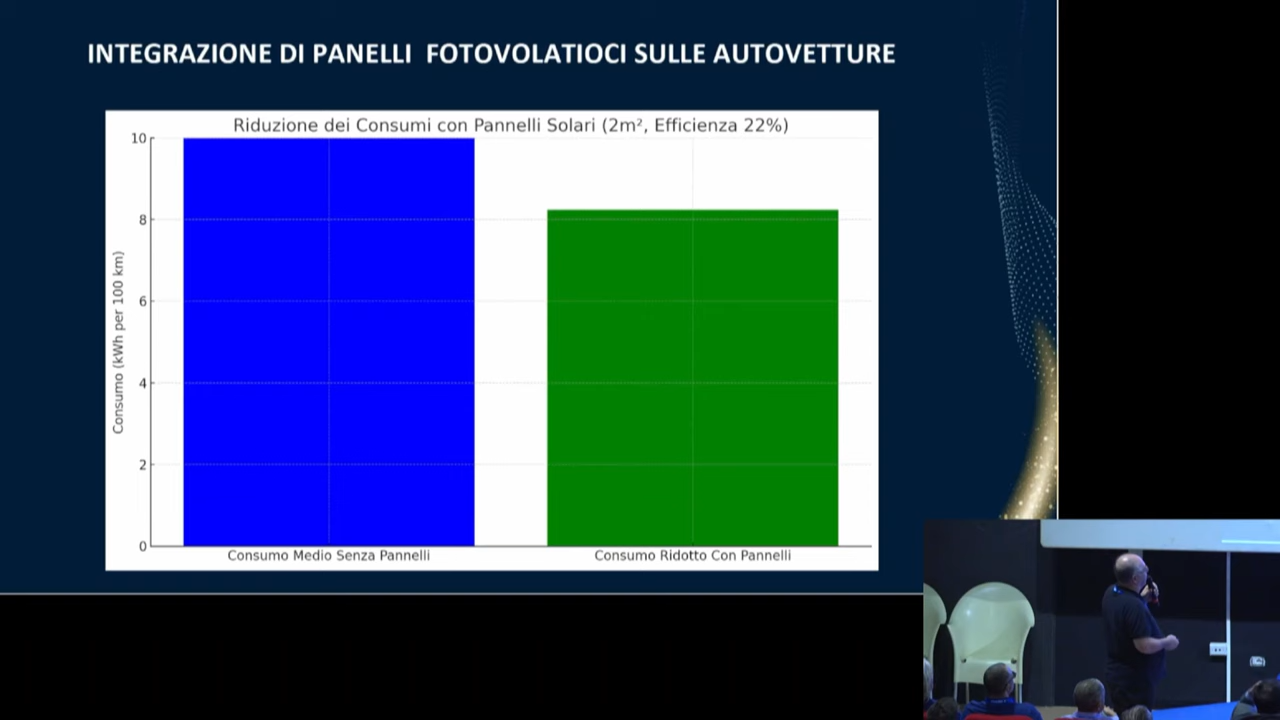 INTEGRAZIONE DI PANELLI FOTOVOLATIOCI SULLE AUTOVETTURE
Riduzione dei Consumi con Pannelli Solari (2m², Efficienza 22%)
Consumo (kWh per 100 km)
10
8
6
4
2
0
Consumo Medio Senza Pannelli
Consumo Ridotto Con Pannelli